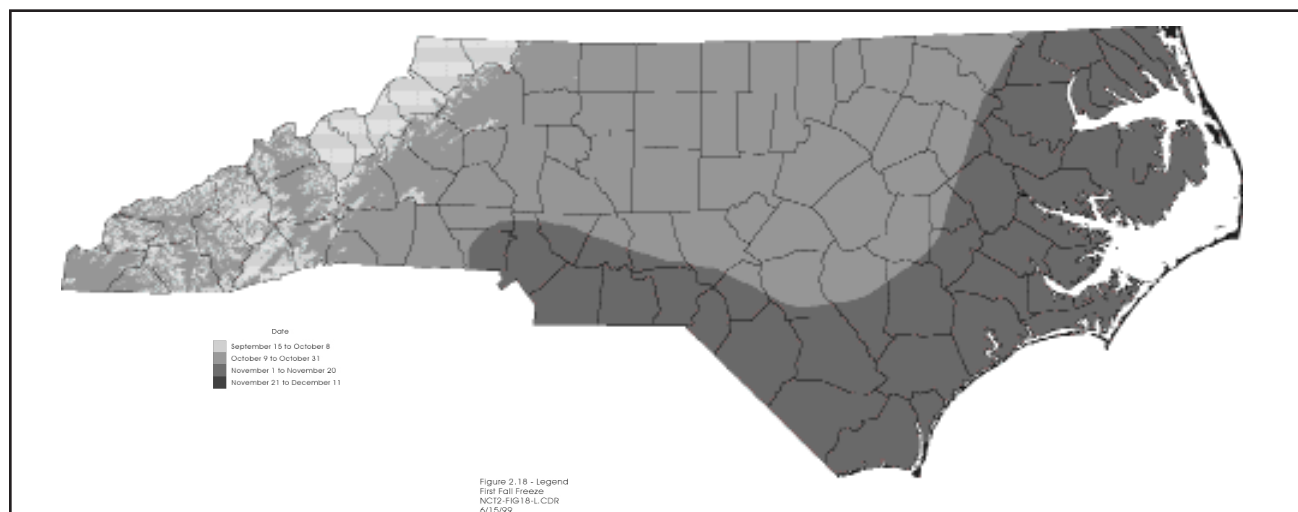 Date
September 15 to October 8
October 9 to October 31
November 1 to November 20
November 21 to December 11
Figure 2.18 - Legend
First Fall Freeze
NCT2-FIG18-L.CDR
6/15/99